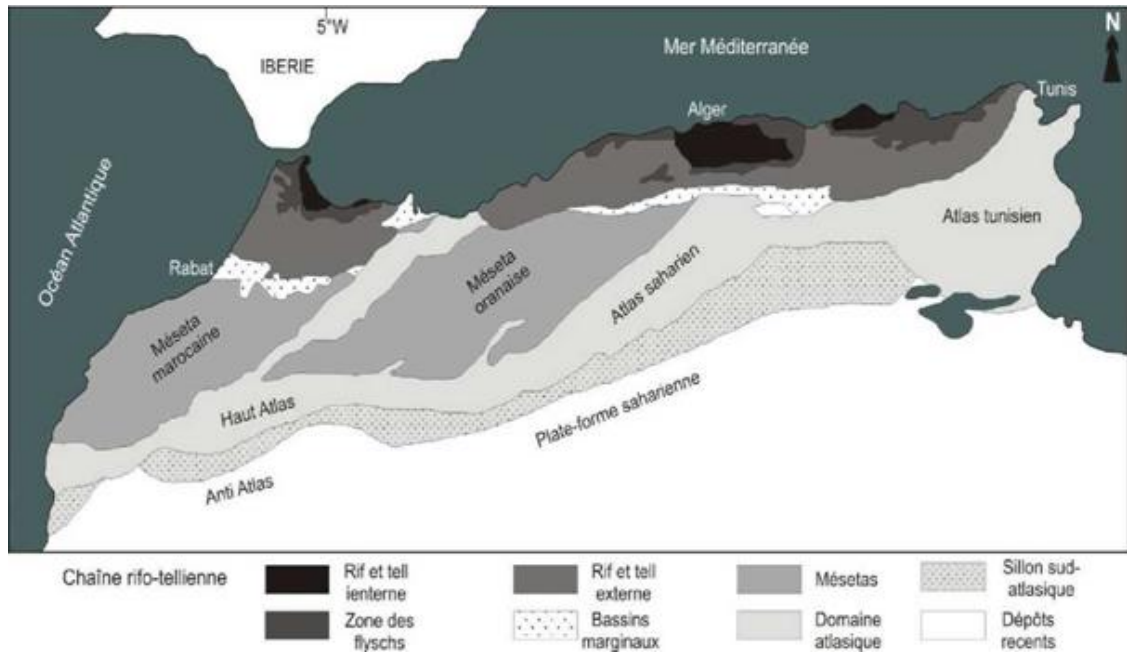 5°W
N
IBERIE
Mer Méditerranée
Tunis
Alger
Océan Atlantique
Atlas tunisien
Rabat
Méseta
oranaise
Atlas saharien
Méseta
marocaine
Haut Atlas
Plate-forme saharienne
Anti Atlas
Chaîne rifo-tellienne
Rif et tell
ienterne
Rif et tell
externe
Mésetas
Sillon sud-
atlasique
Zone des
flyschs
Bassins
marginaux
Domaine
atlasique
Dépôts
recents